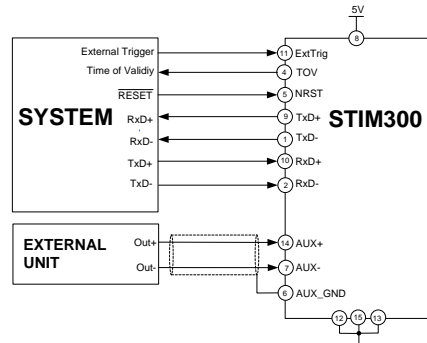 5V
8
External Trigger
11 ExtTrig
Time of Validiy
4 TOV
RESET
5 NRST
SYSTEM
RxD+
9 TxD+
STIM300
RxD-
1 TxD-
TxD+
10 RxD+
TxD-
2 RxD-
EXTERNAL
UNIT
Out+
14 AUX+
Out-
7 AUX-
6 AUX_GND
12 15 13